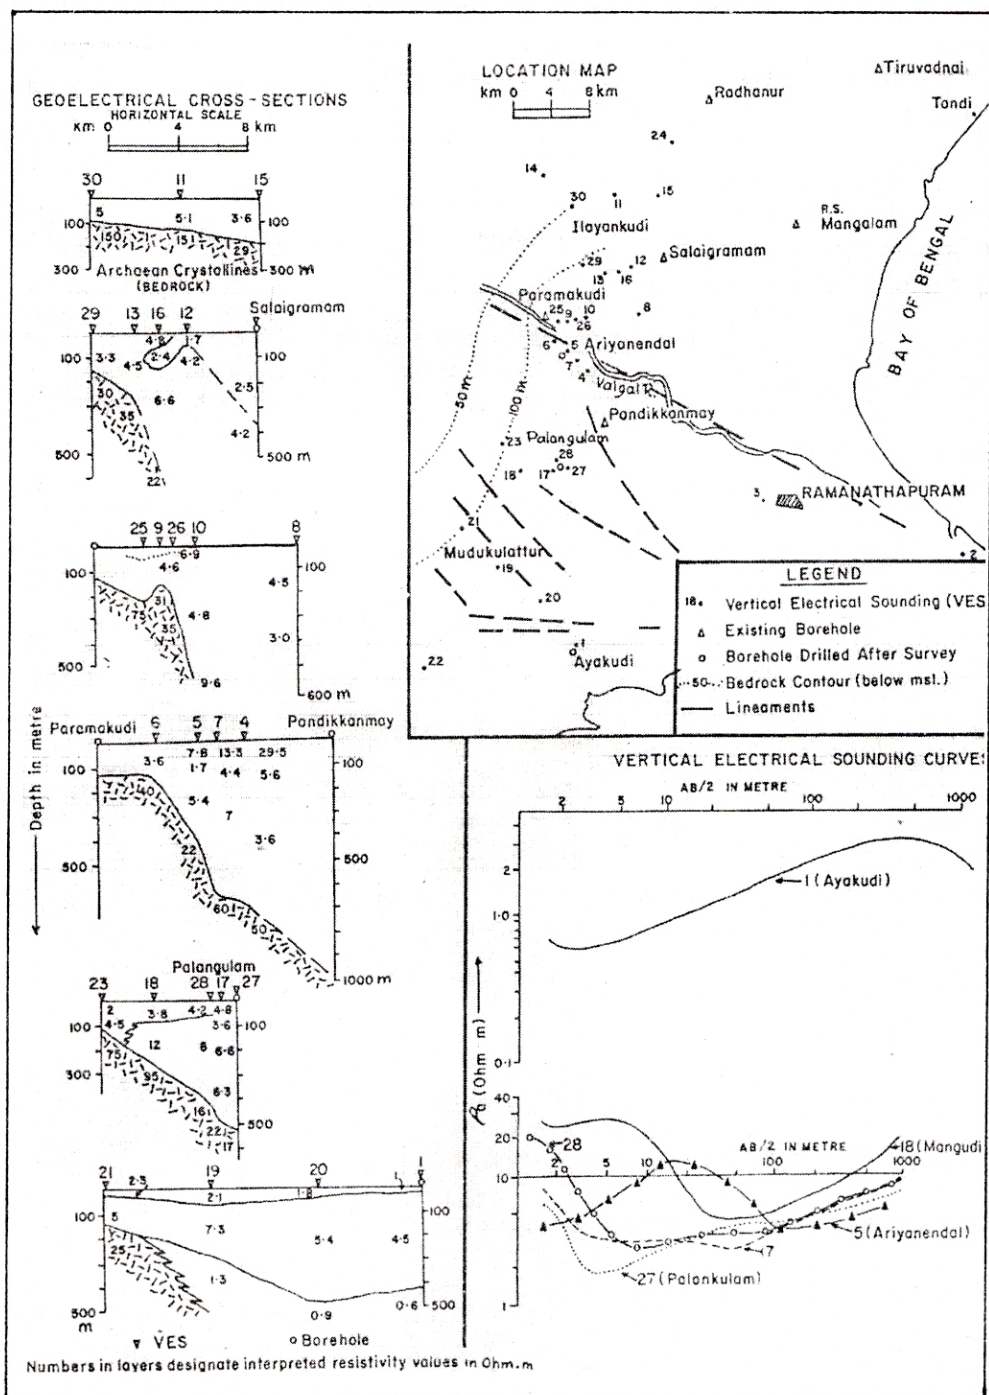 GEOELECTRICAL CROSS-SECTIONS
HORIZONTAL SCALE
KM 0 4 8 km
30 11 15
5 5·1 3·6
100 100
150 151 29
300 300 m
Archaean Crystallines
(BEDROCK)
Salaigramam
29 13 16 12
4·8 1·7
100 3·3 4·5 2·4 4·2 100
2·5
30 35 6·6
4·2
500 500
22
25 9 26 10 8
6·9
4·6
100 4·5 100
31
75 35 4·8
3·0
500
9·6 600 m
Paramakudi 6 5 7 4 Pondikkanmay
7·8 13·3 29·5
3·6 1·7 4·4 5·6
100 100
140 5·4
7
22 3·6
500 500
60 50
1000 m
Depth in metre
Palangulam
23 18 28 17 27
2 3·8 4·2 4·8
100 4·5 3·6 100
12 8 6·6
75
300 95 6·3
16
22 500
17
21 19 20 1
2·3 2·1 1·8 1
100 5 100
7·3 5·4 4·5
71
25
1·3
500 0·9 0·6 500
m
VES Borehole
Numbers in layers designate interpreted resistivity values in Ohm.m
LOCATION MAP
km 0 4 8 km
Tiruvadnai
Radhanur
Tondi
24
14
30 11 15
R.S.
Mangalam
Ilayankudi
Salaigramam
29 13 16 12
Paramakudi
25 9 10 26 8
6 5 Ariyanendal
7 4
Vaigai R.
BAY OF BENGAL
50 m
100 m
Pondikkanmay
23 Palangulam
28
18 17 27
3 RAMANATHAPURAM
21
Mudukulattur
19
20
2
1
Ayakudi
22
LEGEND
18 Vertical Electrical Sounding (VES
Existing Borehole
Borehole Drilled After Survey
50 Bedrock Contour (below msl.)
Lineaments
VERTICAL ELECTRICAL SOUNDING CURVES
AB/2 IN METRE
2 5 10 100 1000
2
1·0
1 (Ayakudi)
0·1
ρa (Ohm m)
40
20
28
AB/2 IN METRE
18 (Mangudi
2 5 10 100 1000
10
5 (Ariyanendal)
7
27 (Palankulam)
1